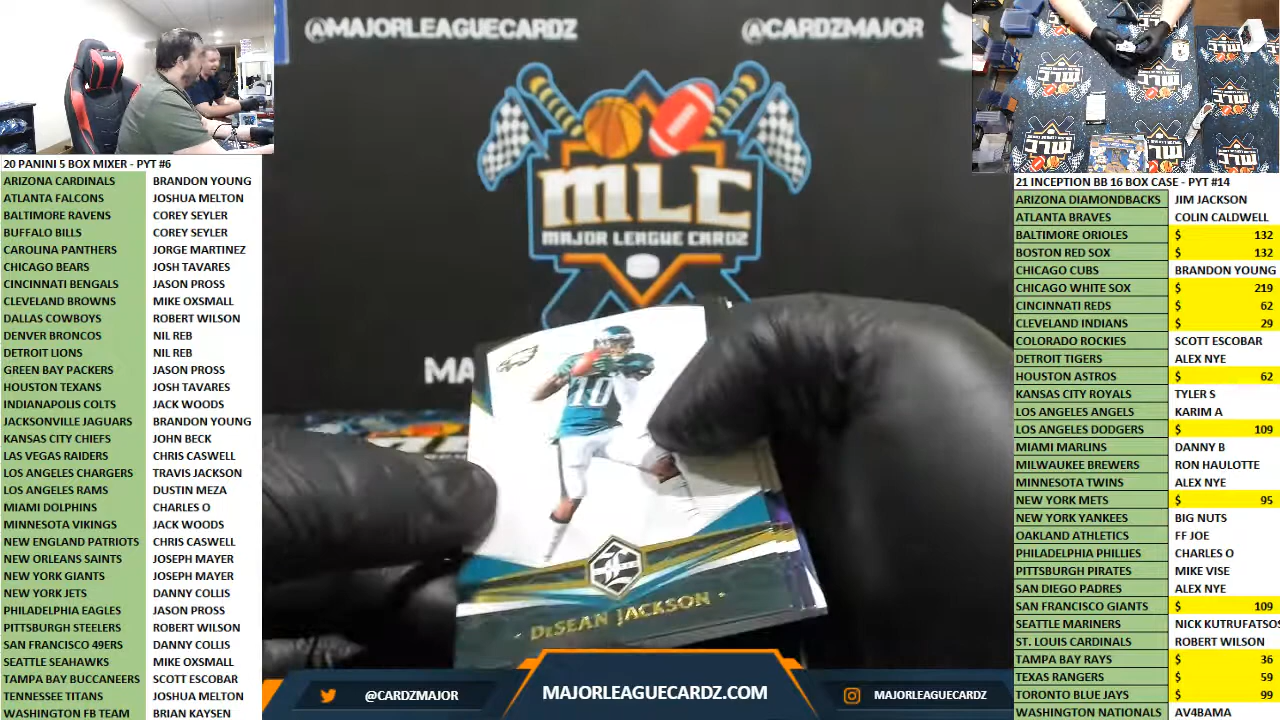 @MAJORLEAGUECARDZ
@CARDZMAJOR
MLC
MAJOR LEAGUE CARDZ
MA
10
DESEAN JACKSON
@CARDZMAJOR
MAJORLEAGUECARDZ.COM
MAJORLEAGUECARDZ
20 PANINI 5 BOX MIXER - PYT #6
ARIZONA CARDINALS BRANDON YOUNG
ATLANTA FALCONS JOSHUA MELTON
BALTIMORE RAVENS COREY SEYLER
BUFFALO BILLS COREY SEYLER
CAROLINA PANTHERS JORGE MARTINEZ
CHICAGO BEARS JOSH TAVARES
CINCINNATI BENGALS JASON PROSS
CLEVELAND BROWNS MIKE OXSMALL
DALLAS COWBOYS ROBERT WILSON
DENVER BRONCOS NIL REB
DETROIT LIONS NIL REB
GREEN BAY PACKERS JASON PROSS
HOUSTON TEXANS JOSH TAVARES
INDIANAPOLIS COLTS JACK WOODS
JACKSONVILLE JAGUARS BRANDON YOUNG
KANSAS CITY CHIEFS JOHN BECK
LAS VEGAS RAIDERS CHRIS CASWELL
LOS ANGELES CHARGERS TRAVIS JACKSON
LOS ANGELES RAMS DUSTIN MEZA
MIAMI DOLPHINS CHARLES O
MINNESOTA VIKINGS JACK WOODS
NEW ENGLAND PATRIOTS CHRIS CASWELL
NEW ORLEANS SAINTS JOSEPH MAYER
NEW YORK GIANTS JOSEPH MAYER
NEW YORK JETS DANNY COLLIS
PHILADELPHIA EAGLES JASON PROSS
PITTSBURGH STEELERS ROBERT WILSON
SAN FRANCISCO 49ERS DANNY COLLIS
SEATTLE SEAHAWKS MIKE OXSMALL
TAMPA BAY BUCCANEERS SCOTT ESCOBAR
TENNESSEE TITANS JOSHUA MELTON
WASHINGTON FB TEAM BRIAN KAYSEN
21 INCEPTION BB 16 BOX CASE - PYT #14
ARIZONA DIAMONDBACKS JIM JACKSON
ATLANTA BRAVES COLIN CALDWELL
BALTIMORE ORIOLES $ 132
BOSTON RED SOX $ 132
CHICAGO CUBS BRANDON YOUNG
CHICAGO WHITE SOX $ 219
CINCINNATI REDS $ 62
CLEVELAND INDIANS $ 29
COLORADO ROCKIES SCOTT ESCOBAR
DETROIT TIGERS ALEX NYE
HOUSTON ASTROS $ 62
KANSAS CITY ROYALS TYLER S
LOS ANGELES ANGELS KARIM A
LOS ANGELES DODGERS $ 109
MIAMI MARLINS DANNY B
MILWAUKEE BREWERS RON HAULOTTE
MINNESOTA TWINS ALEX NYE
NEW YORK METS $ 95
NEW YORK YANKEES BIG NUTS
OAKLAND ATHLETICS FF JOE
PHILADELPHIA PHILLIES CHARLES O
PITTSBURGH PIRATES MIKE VISE
SAN DIEGO PADRES ALEX NYE
SAN FRANCISCO GIANTS $ 109
SEATTLE MARINERS NICK KUTRUFATSOS
ST. LOUIS CARDINALS ROBERT WILSON
TAMPA BAY RAYS $ 36
TEXAS RANGERS $ 59
TORONTO BLUE JAYS $ 99
WASHINGTON NATIONALS AV4BAMA